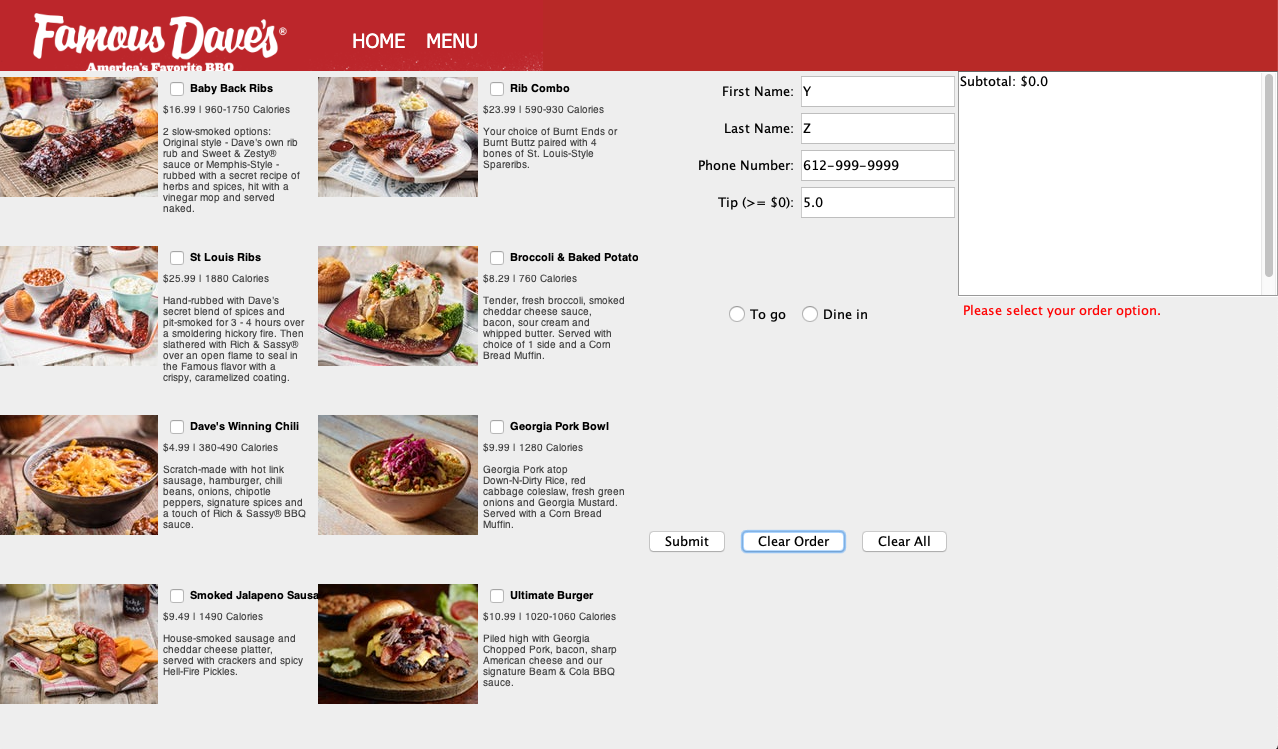 Famous Dave's®
America's Favorite BBQ
HOME MENU
Baby Back Ribs
$16.99 | 960-1750 Calories
2 slow-smoked options:
Original style - Dave's own rib
rub and Sweet & Zesty®
sauce or Memphis-Style -
rubbed with a secret recipe of
herbs and spices, hit with a
vinegar mop and served
naked.
Rib Combo
$23.99 | 590-930 Calories
Your choice of Burnt Ends or
Burnt Buttz paired with 4
bones of St. Louis-Style
Spareribs.
St Louis Ribs
$25.99 | 1880 Calories
Hand-rubbed with Dave's
secret blend of spices and
pit-smoked for 3 - 4 hours over
a smoldering hickory fire. Then
slathered with Rich & Sassy®
over an open flame to seal in
the Famous flavor with a
crispy, caramelized coating.
Broccoli & Baked Potato
$8.29 | 760 Calories
Tender, fresh broccoli, smoked
cheddar cheese sauce,
bacon, sour cream and
whipped butter. Served with
choice of 1 side and a Corn
Bread Muffin.
Dave's Winning Chili
$4.99 | 380-490 Calories
Scratch-made with hot link
sausage, hamburger, chili
beans, onions, chipotle
peppers, signature spices and
a touch of Rich & Sassy® BBQ
sauce.
Georgia Pork Bowl
$9.99 | 1280 Calories
Georgia Pork atop
Down-N-Dirty Rice, red
cabbage coleslaw, fresh green
onions and Georgia Mustard.
Served with a Corn Bread
Muffin.
Smoked Jalapeno Sausa
$9.49 | 1490 Calories
House-smoked sausage and
cheddar cheese platter,
served with crackers and spicy
Hell-Fire Pickles.
Ultimate Burger
$10.99 | 1020-1060 Calories
Piled high with Georgia
Chopped Pork, bacon, sharp
American cheese and our
signature Beam & Cola BBQ
sauce.
First Name: Y
Last Name: Z
Phone Number: 612-999-9999
Tip (>= $0): 5.0
To go Dine in
Submit Clear Order Clear All
Subtotal: $0.0
Please select your order option.